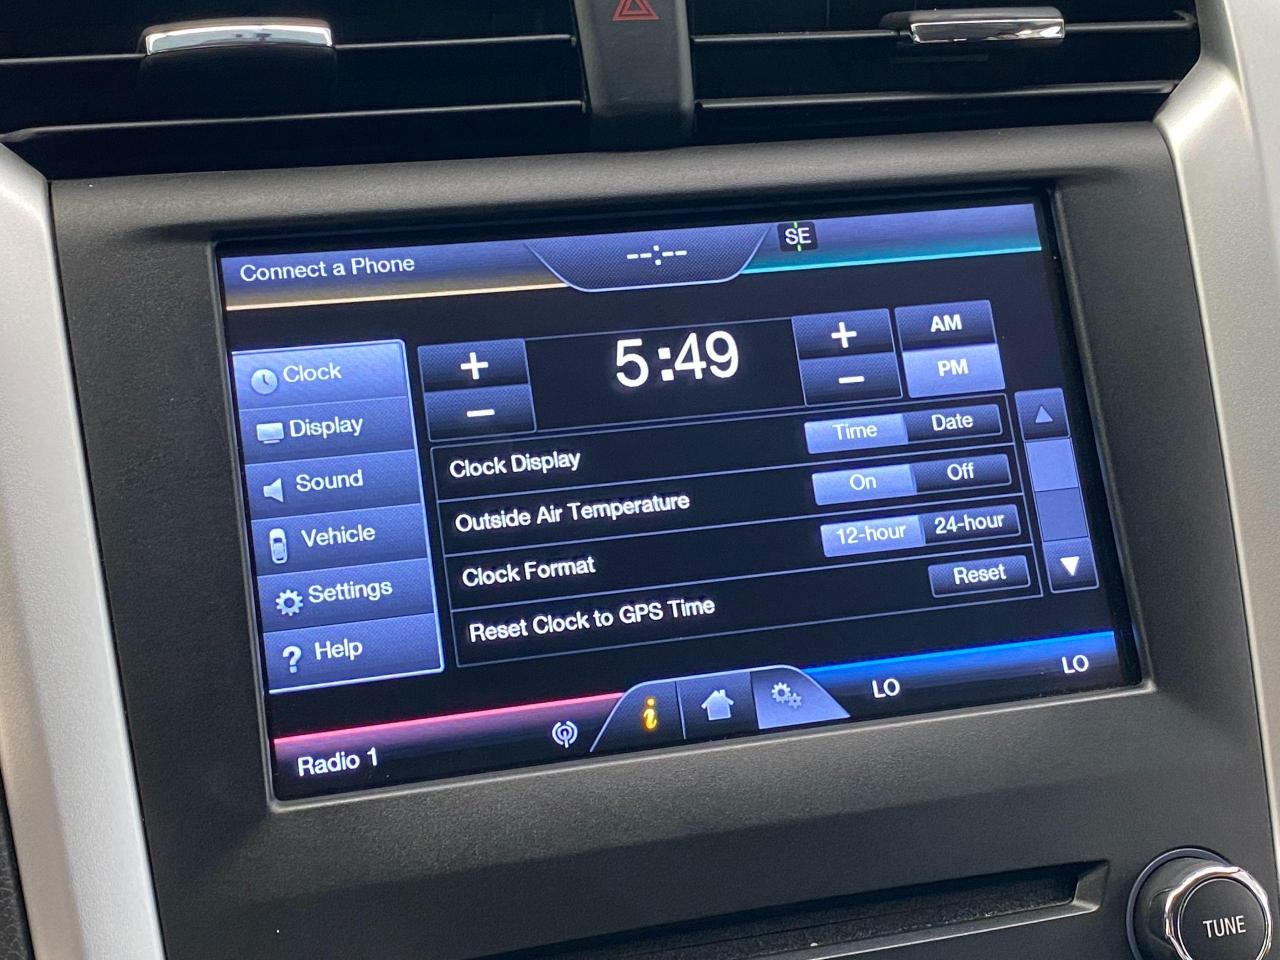 Connect a Phone
--:--
SE
Clock
Display
Sound
Vehicle
Settings
? Help
+
-
5:49
+
-
AM
PM
Clock Display
Time
Date
Outside Air Temperature
On
Off
Clock Format
12-hour
24-hour
Reset Clock to GPS Time
Reset
Radio 1
i
LO
LO
TUNE